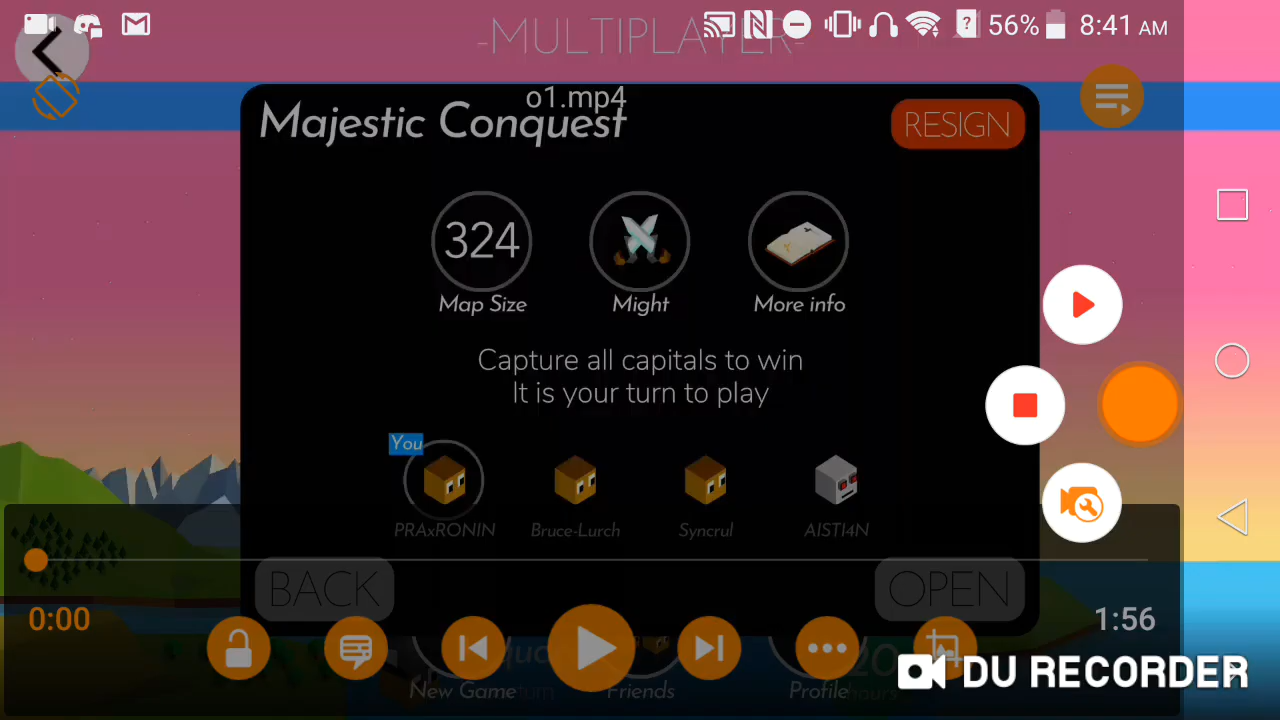 56% 8:41 AM
-MULTIPLAYER-
o1.mp4
Majestic Conquest
RESIGN
324
Map Size
Might
More info
Capture all capitals to win
It is your turn to play
You
PRAxRONIN
Bruce-Lurch
Syncrul
AISTI4N
BACK
OPEN
0:00
1:56
New Game
Friends
Profile
hours
DU RECORDER